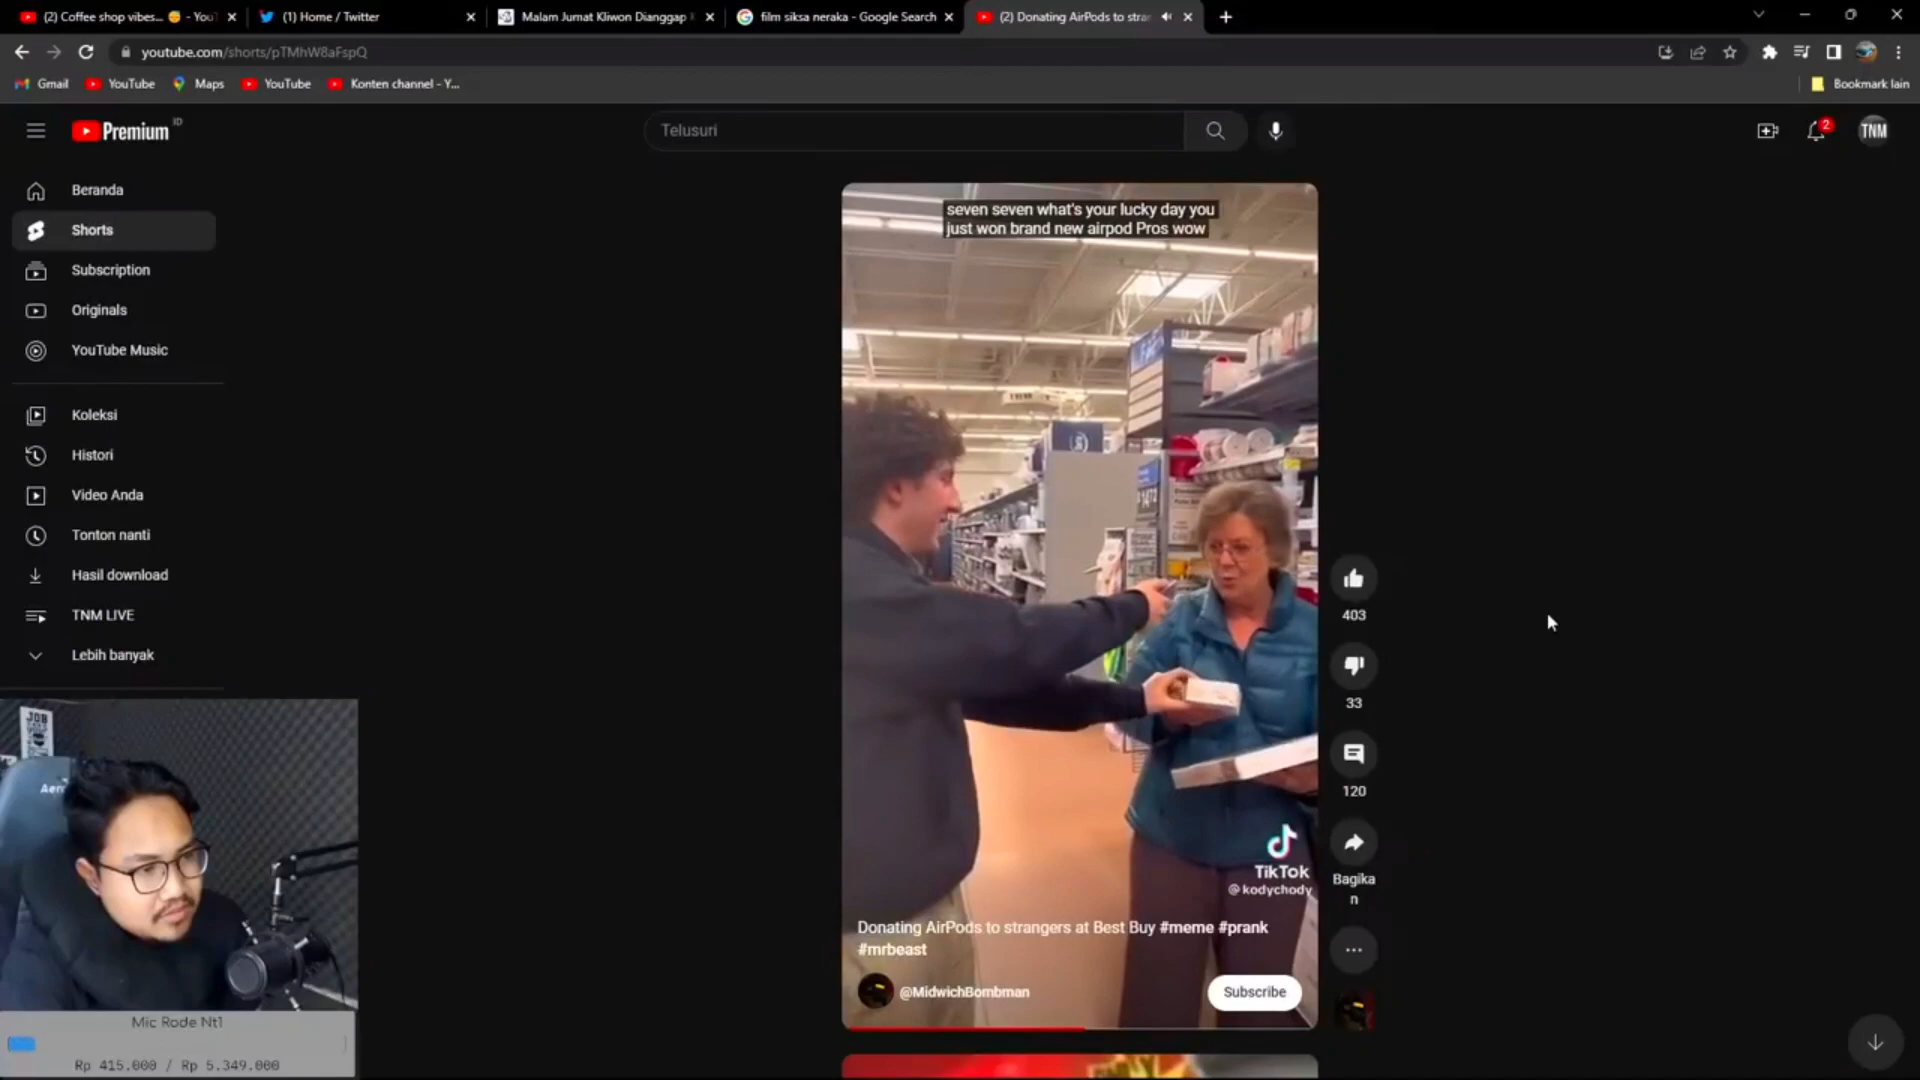 (2) Coffee shop vibes... - YouT
(1) Home / Twitter
Malam Jumat Kliwon Dianggap
film siksa neraka - Google Search
(2) Donating AirPods to stra
youtube.com/shorts/pTMhW8aFspQ
Gmail
YouTube
Maps
YouTube
Konten channel - Y...
Bookmark lain
Premium ID
Telusuri
2
TNM
Beranda
Shorts
Subscription
Originals
YouTube Music
Koleksi
Histori
Video Anda
Tonton nanti
Hasil download
TNM LIVE
Lebih banyak
seven seven what's your lucky day you
just won brand new airpod Pros wow
403
33
120
Bagika
n
TikTok
@kodychody
Donating AirPods to strangers at Best Buy #meme #prank
#mrbeast
@MidwichBombman
Subscribe
JOB
Aero
Mic Rode Nt1
Rp 415.000 / Rp 5.349.000